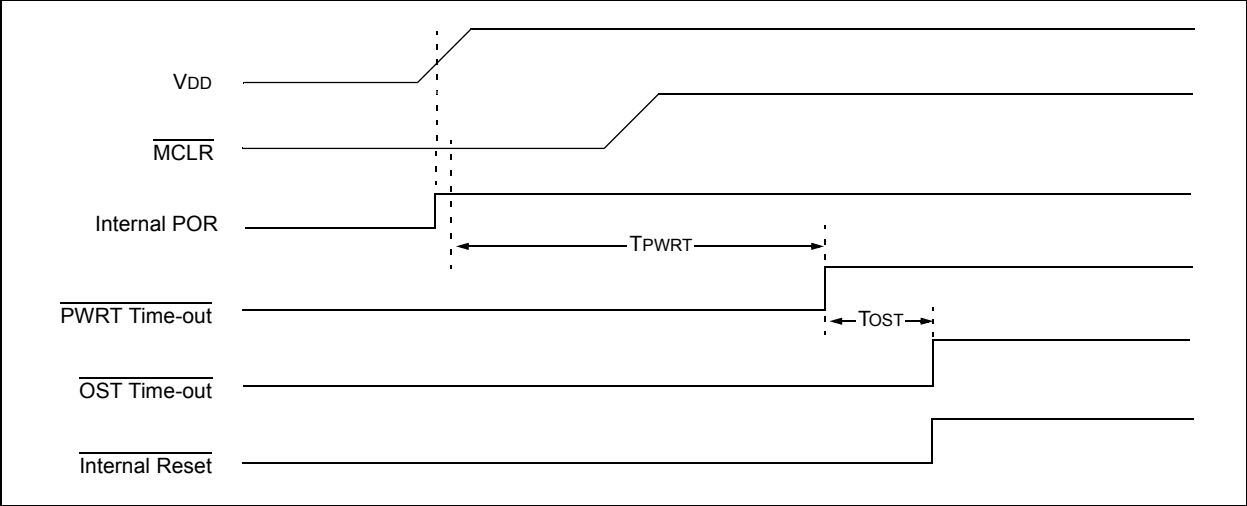 VDD
MCLR
Internal POR
TPWRT
PWRT Time-out
TOST
OST Time-out
Internal Reset